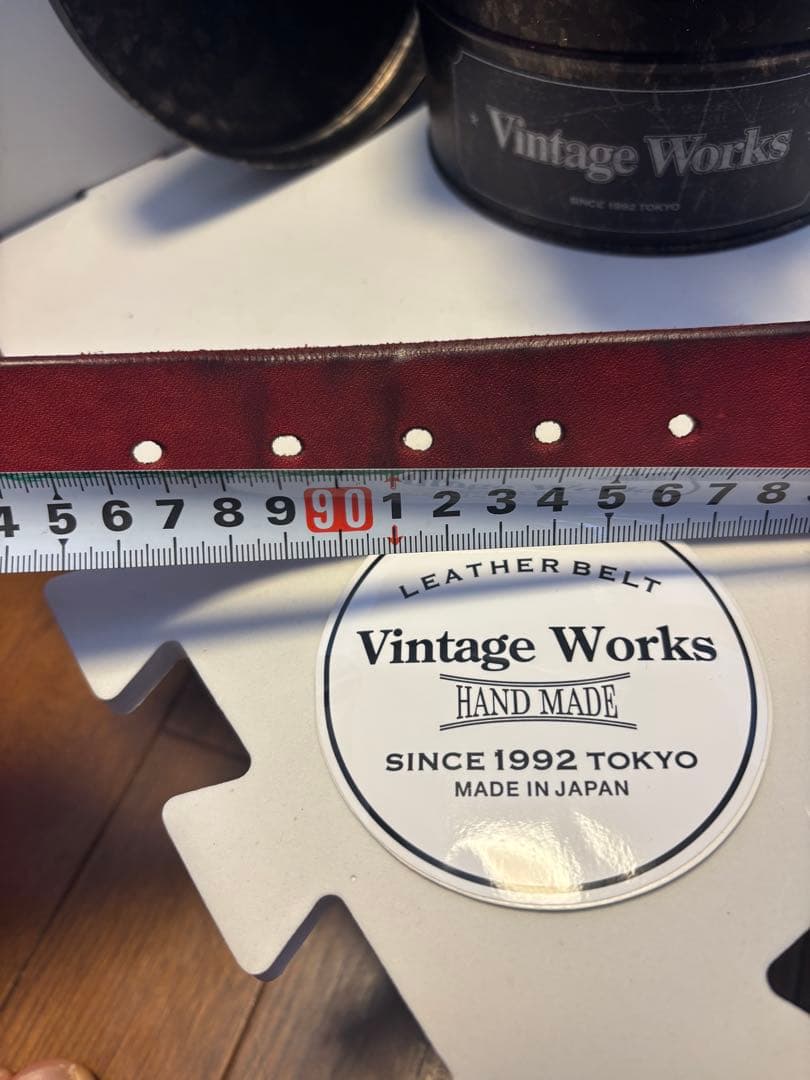 Vintage Works
SINCE 1992 TOKYO
4 5 6 7 8 9 90 1 2 3 4 5 6 7 8
LEATHER BELT
Vintage Works
HAND MADE
SINCE 1992 TOKYO
MADE IN JAPAN